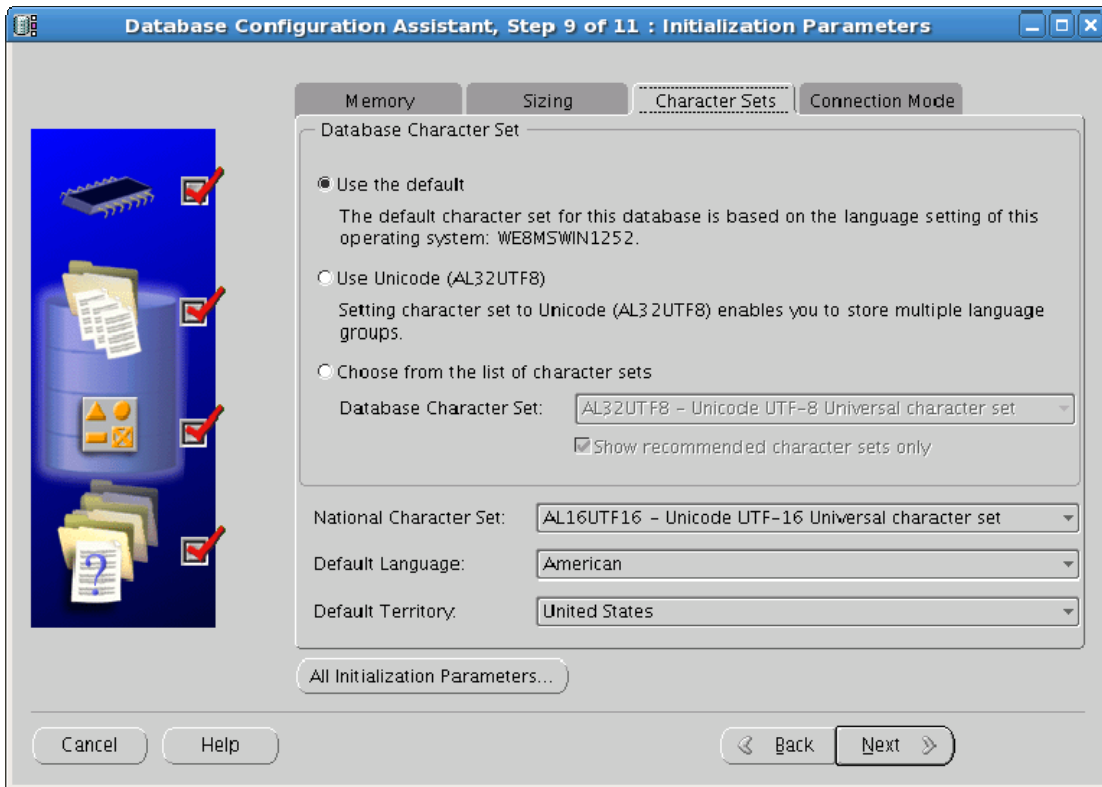 Database Configuration Assistant, Step 9 of 11 : Initialization Parameters
Memory
Sizing
Character Sets
Connection Mode
Database Character Set
Use the default
The default character set for this database is based on the language setting of this
operating system: WE8MSWIN1252.
Use Unicode (AL32UTF8)
Setting character set to Unicode (AL32UTF8) enables you to store multiple language
groups.
Choose from the list of character sets
Database Character Set:
AL32UTF8 - Unicode UTF-8 Universal character set
Show recommended character sets only
National Character Set:
AL16UTF16 - Unicode UTF-16 Universal character set
Default Language:
American
Default Territory:
United States
All Initialization Parameters...
Cancel
Help
Back
Next